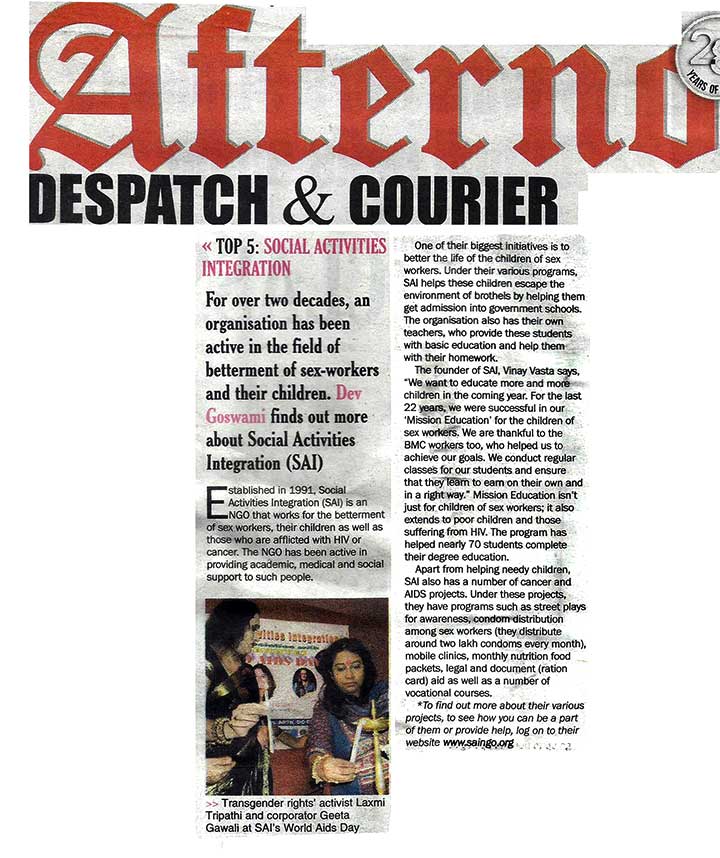 Afterno
28
YEARS OF
DESPATCH & COURIER
« TOP 5: SOCIAL ACTIVITIES
INTEGRATION
For over two decades, an
organisation has been
active in the field of
betterment of sex-workers
and their children. Dev
Goswami finds out more
about Social Activities
Integration (SAI)
Established in 1991, Social
Activities Integration (SAI) is an
NGO that works for the betterment
of sex workers, their children as well as
those who are afflicted with HIV or
cancer. The NGO has been active in
providing academic, medical and social
support to such people.
vities Integration
AIDS DA
>> Transgender rights' activist Laxmi
Tripathi and corporator Geeta
Gawali at SAI's World Aids Day
One of their biggest initiatives is to
better the life of the children of sex
workers. Under their various programs,
SAI helps these children escape the
environment of brothels by helping them
get admission into government schools.
The organisation also has their own
teachers, who provide these students
with basic education and help them
with their homework.
The founder of SAI, Vinay Vasta says,
"We want to educate more and more
children in the coming year. For the last
22 years, we were successful in our
'Mission Education' for the children of
sex workers. We are thankful to the
BMC workers too, who helped us to
achieve our goals. We conduct regular
classes for our students and ensure
that they learn to earn on their own and
in a right way." Mission Education isn't
just for children of sex workers; it also
extends to poor children and those
suffering from HIV. The program has
helped nearly 70 students complete
their degree education.
Apart from helping needy children,
SAI also has a number of cancer and
AIDS projects. Under these projects,
they have programs such as street plays
for awareness, condom distribution
among sex workers (they distribute
around two lakh condoms every month),
mobile clinics, monthly nutrition food
packets, legal and document (ration
card) aid as well as a number of
vocational courses.
*To find out more about their various
projects, to see how you can be a part
of them or provide help, log on to their
website www.saingo.org